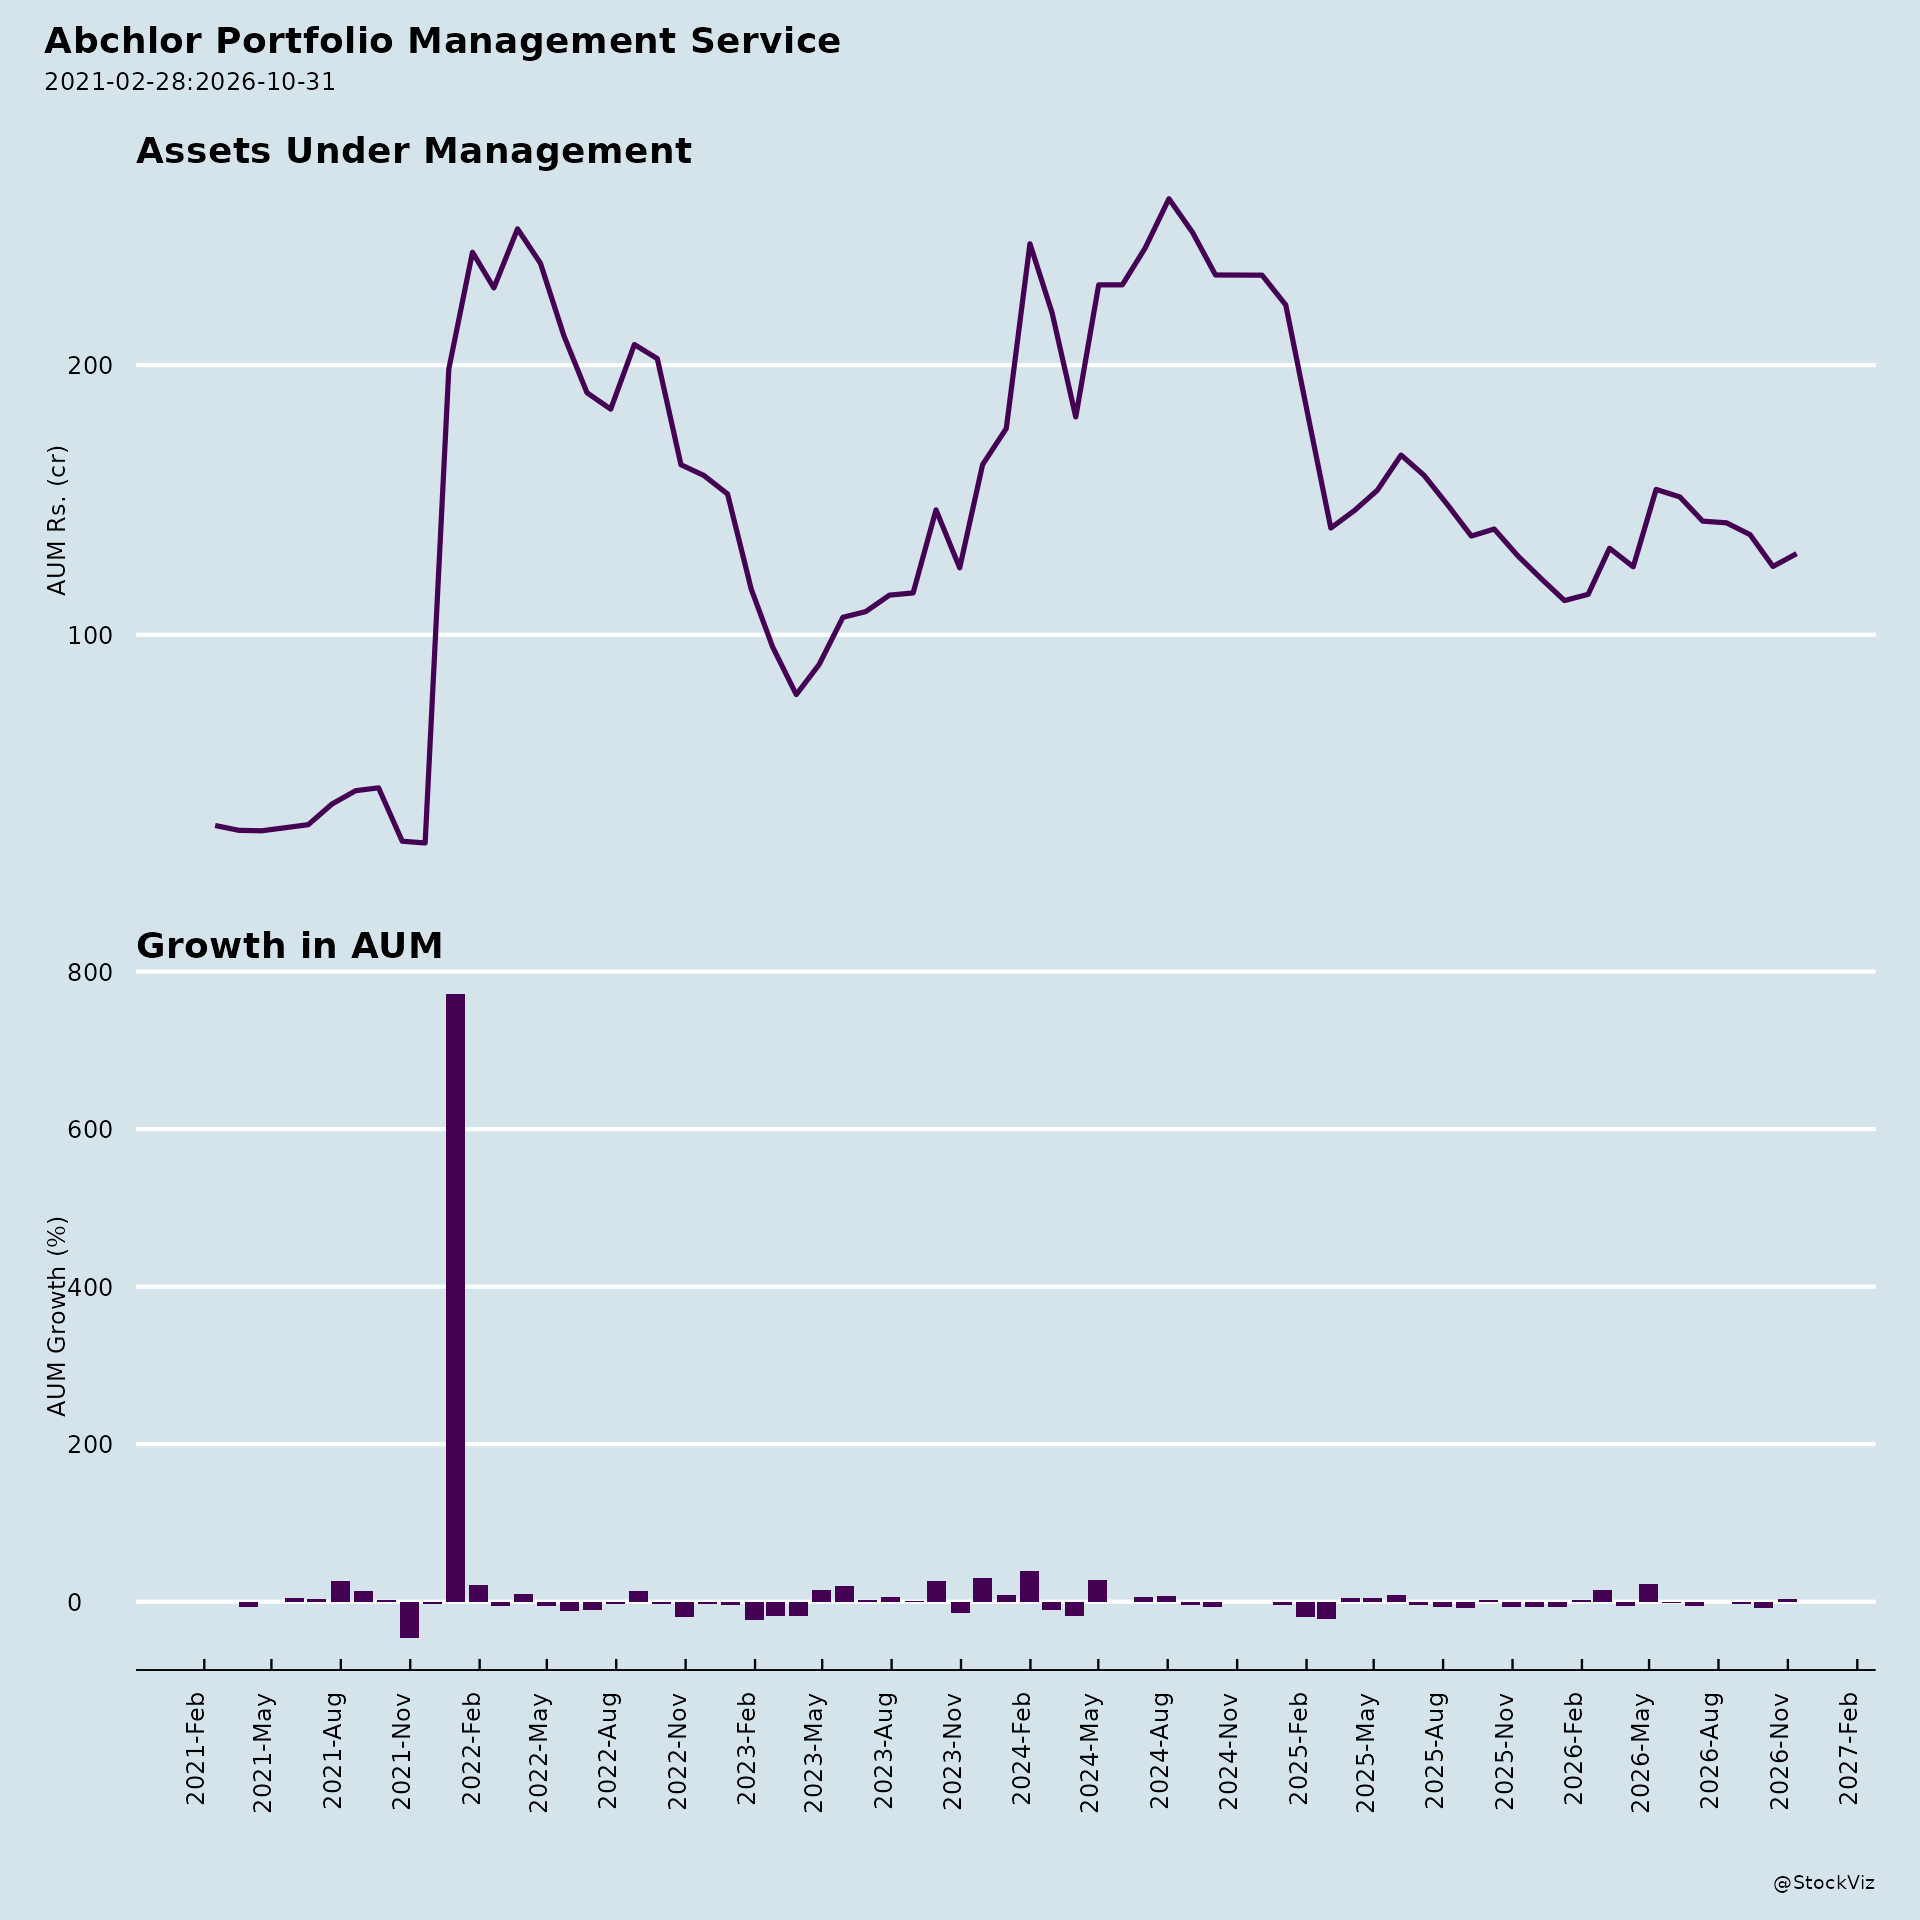 Abchlor Portfolio Management Service
2021-02-28:2026-10-31
Assets Under Management
200
100
AUM Rs. (cr)
Growth in AUM
800
600
400
200
0
AUM Growth (%)
2021-Feb
2021-May
2021-Aug
2021-Nov
2022-Feb
2022-May
2022-Aug
2022-Nov
2023-Feb
2023-May
2023-Aug
2023-Nov
2024-Feb
2024-May
2024-Aug
2024-Nov
2025-Feb
2025-May
2025-Aug
2025-Nov
2026-Feb
2026-May
2026-Aug
2026-Nov
2027-Feb
@StockViz